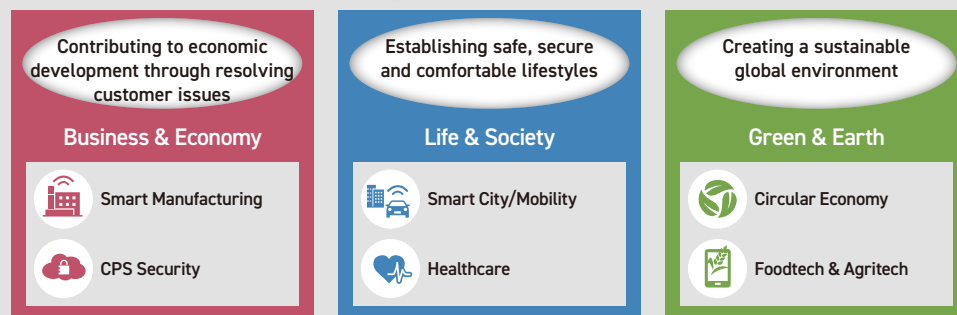 Contributing to economic
development through resolving
customer issues
Business & Economy
Smart Manufacturing
CPS Security
Establishing safe, secure
and comfortable lifestyles
Life & Society
Smart City/Mobility
Healthcare
Creating a sustainable
global environment
Green & Earth
Circular Economy
Foodtech & Agritech